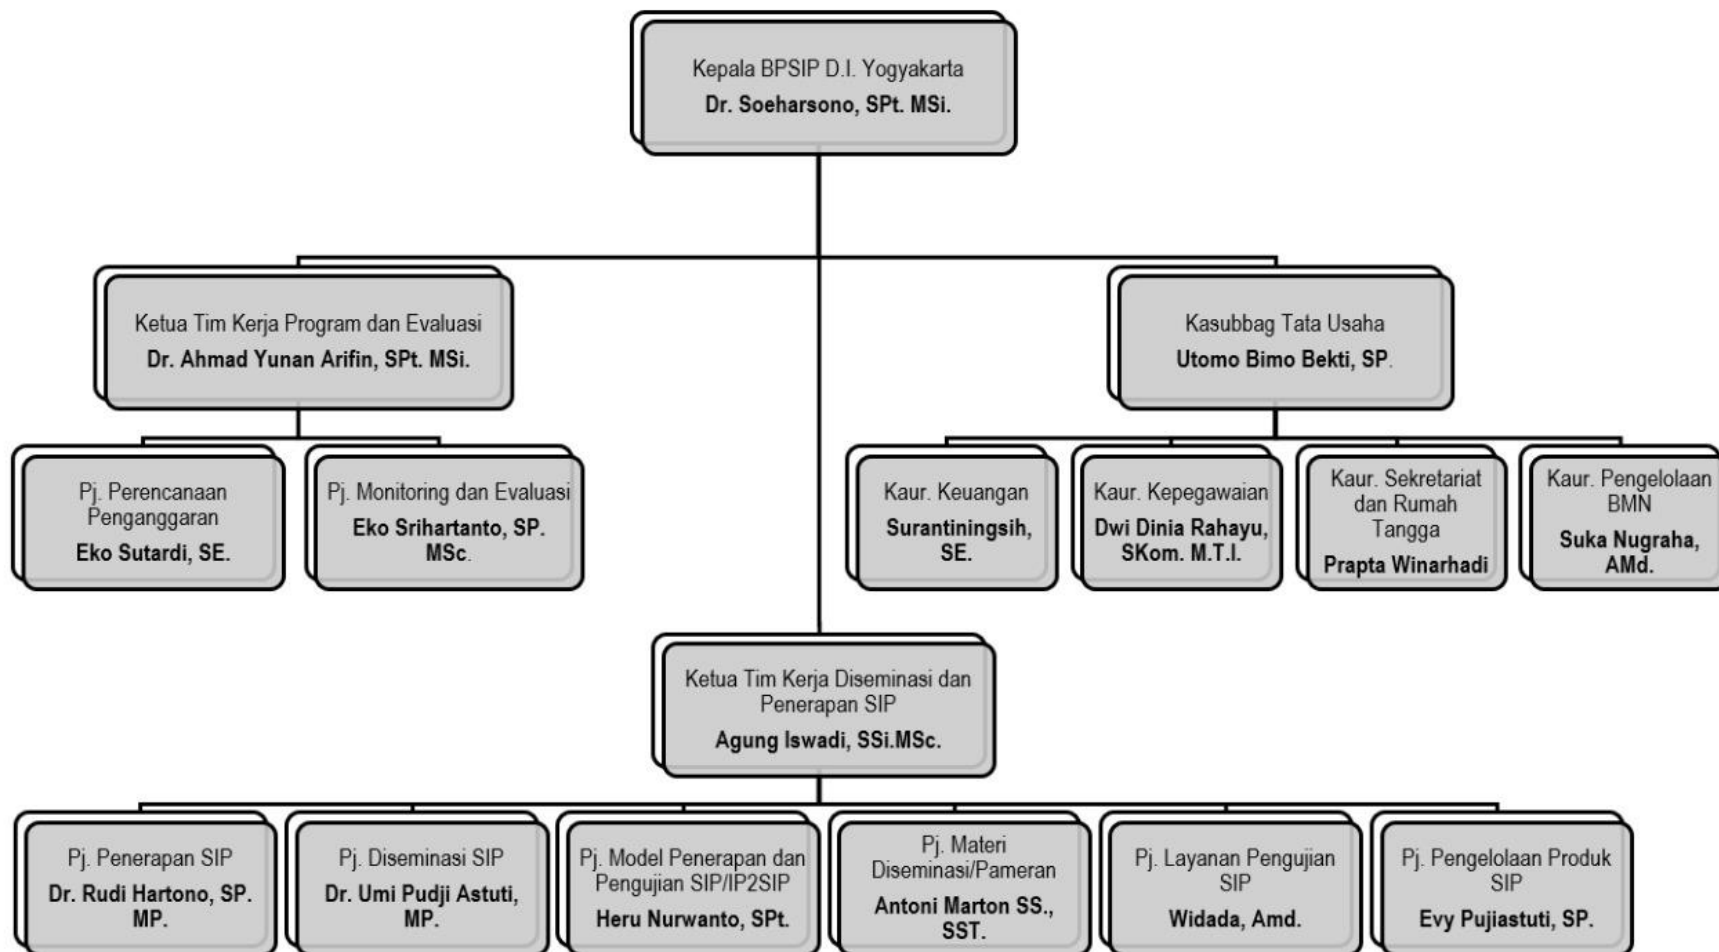 Kepala BPSIP D.I. Yogyakarta
Dr. Soeharsono, SPt. MSi.
Ketua Tim Kerja Program dan Evaluasi
Dr. Ahmad Yunan Arifin, SPt. MSi.
Kasubbag Tata Usaha
Utomo Bimo Bekti, SP.
Pj. Perencanaan
Penganggaran
Eko Sutardi, SE.
Pj. Monitoring dan Evaluasi
Eko Srihartanto, SP.
MSc.
Kaur. Keuangan
Surantiningsih,
SE.
Kaur. Kepegawaian
Dwi Dinia Rahayu,
SKom. M.T.I.
Kaur. Sekretariat
dan Rumah
Tangga
Prapta Winarhadi
Kaur. Pengelolaan
BMN
Suka Nugraha,
AMd.
Ketua Tim Kerja Diseminasi dan
Penerapan SIP
Agung Iswadi, SSi.MSc.
Pj. Penerapan SIP
Dr. Rudi Hartono, SP.
MP.
Pj. Diseminasi SIP
Dr. Umi Pudji Astuti,
MP.
Pj. Model Penerapan dan
Pengujian SIP/IP2SIP
Heru Nurwanto, SPt.
Pj. Materi
Diseminasi/Pameran
Antoni Marton SS.,
SST.
Pj. Layanan Pengujian
SIP
Widada, Amd.
Pj. Pengelolaan Produk
SIP
Evy Pujiastuti, SP.